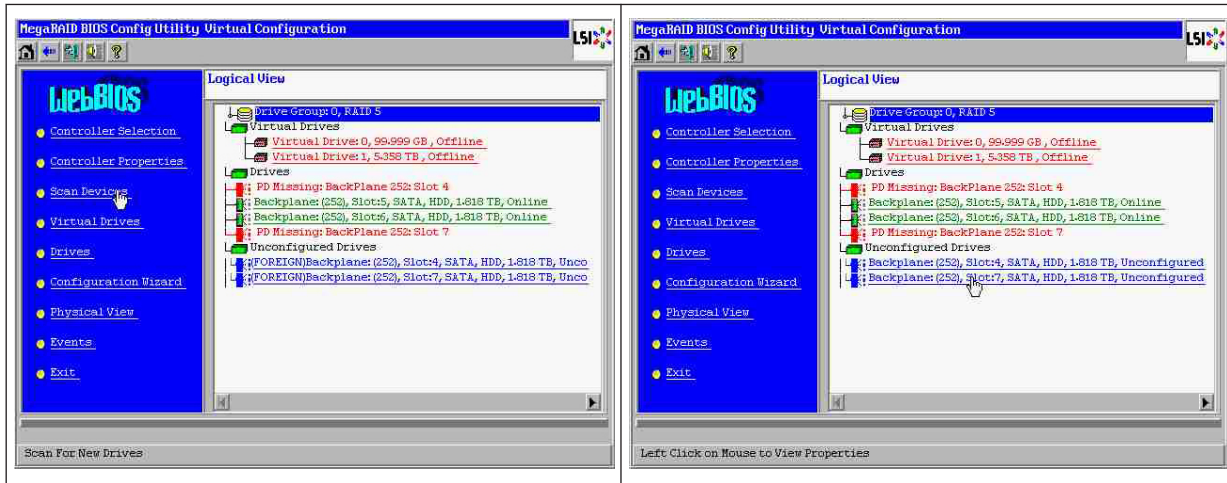 MegaRAID BIOS Config Utility Virtual Configuration
LSI
WebBIOS
Controller Selection
Controller Properties
Scan Devices
Virtual Drives
Drives
Configuration Wizard
Physical View
Events
Exit
Logical View
Drive Group: 0, RAID 5
Virtual Drives
Virtual Drive: 0, 99.999 GB , Offline
Virtual Drive: 1, 5.358 TB , Offline
Drives
PD Missing: BackPlane 252: Slot 4
Backplane: (252), Slot:5, SATA, HDD, 1.818 TB, Online
Backplane: (252), Slot:6, SATA, HDD, 1.818 TB, Online
PD Missing: BackPlane 252: Slot 7
Unconfigured Drives
(FOREIGN)Backplane: (252), Slot:4, SATA, HDD, 1.818 TB, Unco
(FOREIGN)Backplane: (252), Slot:7, SATA, HDD, 1.818 TB, Unco
Scan For New Drives
MegaRAID BIOS Config Utility Virtual Configuration
LSI
WebBIOS
Controller Selection
Controller Properties
Scan Devices
Virtual Drives
Drives
Configuration Wizard
Physical View
Events
Exit
Logical View
Drive Group: 0, RAID 5
Virtual Drives
Virtual Drive: 0, 99.999 GB , Offline
Virtual Drive: 1, 5.358 TB , Offline
Drives
PD Missing: BackPlane 252: Slot 4
Backplane: (252), Slot:5, SATA, HDD, 1.818 TB, Online
Backplane: (252), Slot:6, SATA, HDD, 1.818 TB, Online
PD Missing: BackPlane 252: Slot 7
Unconfigured Drives
Backplane: (252), Slot:4, SATA, HDD, 1.818 TB, Unconfigured
Backplane: (252), Slot:7, SATA, HDD, 1.818 TB, Unconfigured
Left Click on Mouse to View Properties